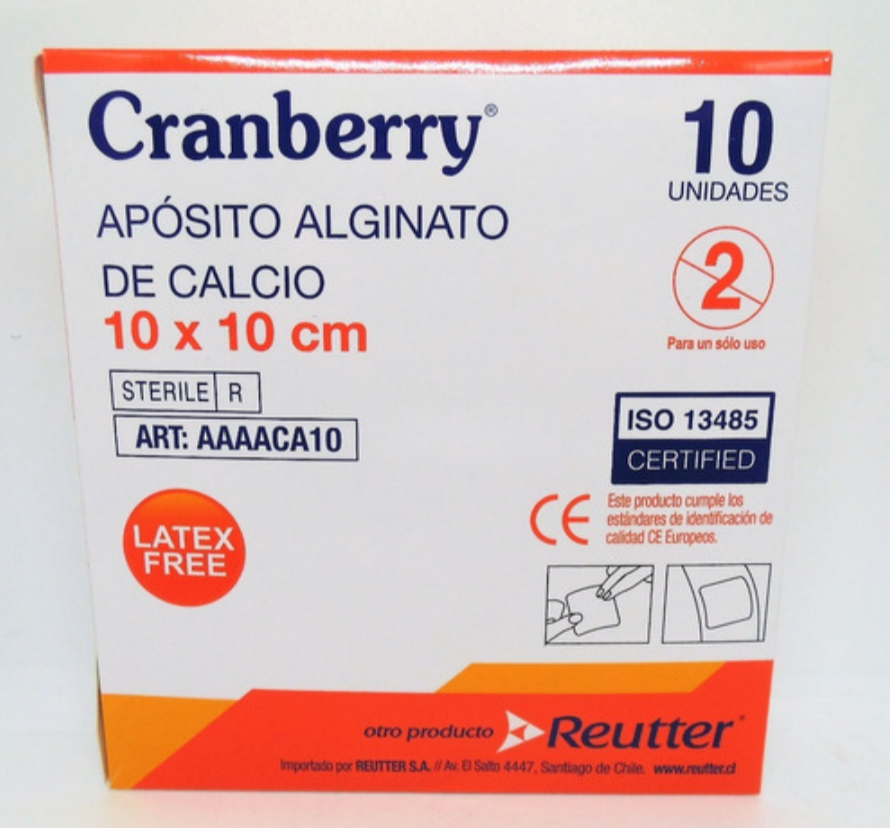 Cranberry®
10
UNIDADES
APÓSITO ALGINATO
DE CALCIO
10 x 10 cm
2
Para un sólo uso
STERILE R
ART: AAAACA10
ISO 13485
CERTIFIED
LATEX
FREE
CE
Este producto cumple los
estándares de identificación de
calidad CE Europeos.
otro producto Reutter
Importado por REUTTER S.A. // Av. El Salto 4447, Santiago de Chile. www.reutter.cl